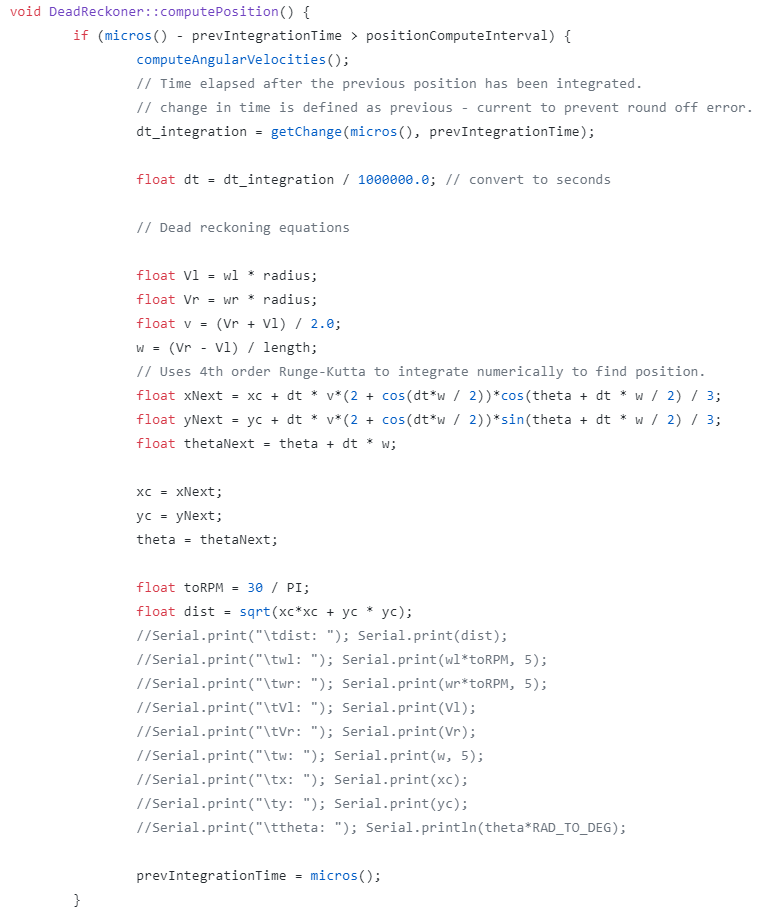 void DeadReckoner::computePosition() {
if (micros() - prevIntegrationTime > positionComputeInterval) {
computeAngularVelocities();
// Time elapsed after the previous position has been integrated.
// change in time is defined as previous - current to prevent round off error.
dt_integration = getChange(micros(), prevIntegrationTime);
float dt = dt_integration / 1000000.0; // convert to seconds
// Dead reckoning equations
float Vl = wl * radius;
float Vr = wr * radius;
float v = (Vr + Vl) / 2.0;
w = (Vr - Vl) / length;
// Uses 4th order Runge-Kutta to integrate numerically to find position.
float xNext = xc + dt * v*(2 + cos(dt*w / 2))*cos(theta + dt * w / 2) / 3;
float yNext = yc + dt * v*(2 + cos(dt*w / 2))*sin(theta + dt * w / 2) / 3;
float thetaNext = theta + dt * w;
xc = xNext;
yc = yNext;
theta = thetaNext;
float toRPM = 30 / PI;
float dist = sqrt(xc*xc + yc * yc);
//Serial.print("\tdist: "); Serial.print(dist);
//Serial.print("\twl: "); Serial.print(wl*toRPM, 5);
//Serial.print("\twr: "); Serial.print(wr*toRPM, 5);
//Serial.print("\tVl: "); Serial.print(Vl);
//Serial.print("\tVr: "); Serial.print(Vr);
//Serial.print("\tw: "); Serial.print(w, 5);
//Serial.print("\tx: "); Serial.print(xc);
//Serial.print("\ty: "); Serial.print(yc);
//Serial.print("\ttheta: "); Serial.println(theta*RAD_TO_DEG);
prevIntegrationTime = micros();
}